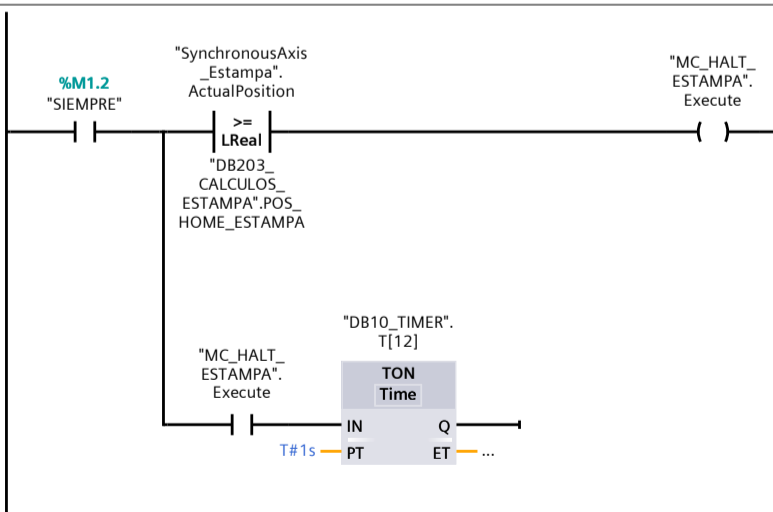 "SynchronousAxis
_Estampa".
ActualPosition
"MC_HALT_
ESTAMPA".
Execute
%M1.2
"SIEMPRE"
>=
LReal
"DB203_
CALCULOS_
ESTAMPA".POS_
HOME_ESTAMPA
"DB10_TIMER".
T[12]
"MC_HALT_
ESTAMPA".
Execute
TON
Time
IN
Q
T#1s
PT
ET
...